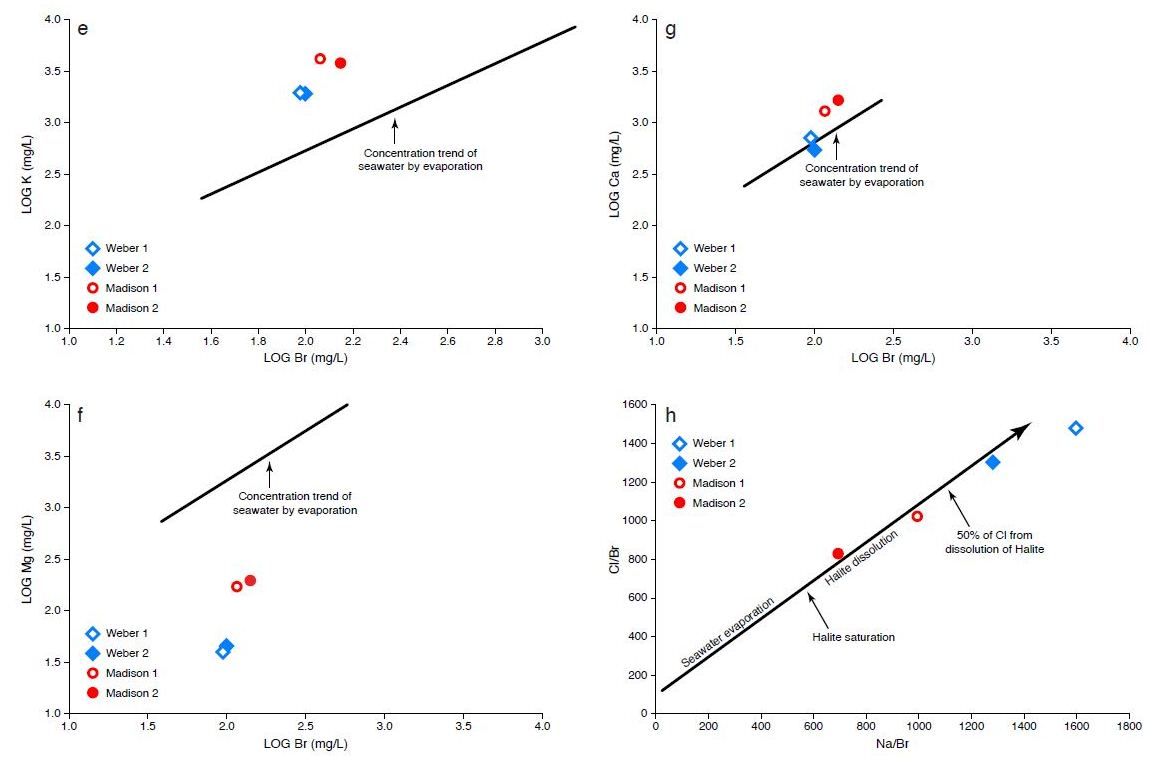 e
4.0
3.5
3.0
2.5
2.0
1.5
1.0
LOG K (mg/L)
Concentration trend of
seawater by evaporation
Weber 1
Weber 2
Madison 1
Madison 2
1.0 1.2 1.4 1.6 1.8 2.0 2.2 2.4 2.6 2.8 3.0
LOG Br (mg/L)
g
4.0
3.5
3.0
2.5
2.0
1.5
1.0
LOG Ca (mg/L)
Concentration trend of
seawater by evaporation
Weber 1
Weber 2
Madison 1
Madison 2
1.0 1.5 2.0 2.5 3.0 3.5 4.0
LOG Br (mg/L)
f
4.0
3.5
3.0
2.5
2.0
1.5
1.0
LOG Mg (mg/L)
Concentration trend of
seawater by evaporation
Weber 1
Weber 2
Madison 1
Madison 2
1.0 1.5 2.0 2.5 3.0 3.5 4.0
LOG Br (mg/L)
h
1600
1400
1200
1000
800
600
400
200
0
Cl/Br
Weber 1
Weber 2
Madison 1
Madison 2
50% of Cl from
dissolution of Halite
Halite dissolution
Seawater evaporation
Halite saturation
0 200 400 600 800 1000 1200 1400 1600 1800
Na/Br